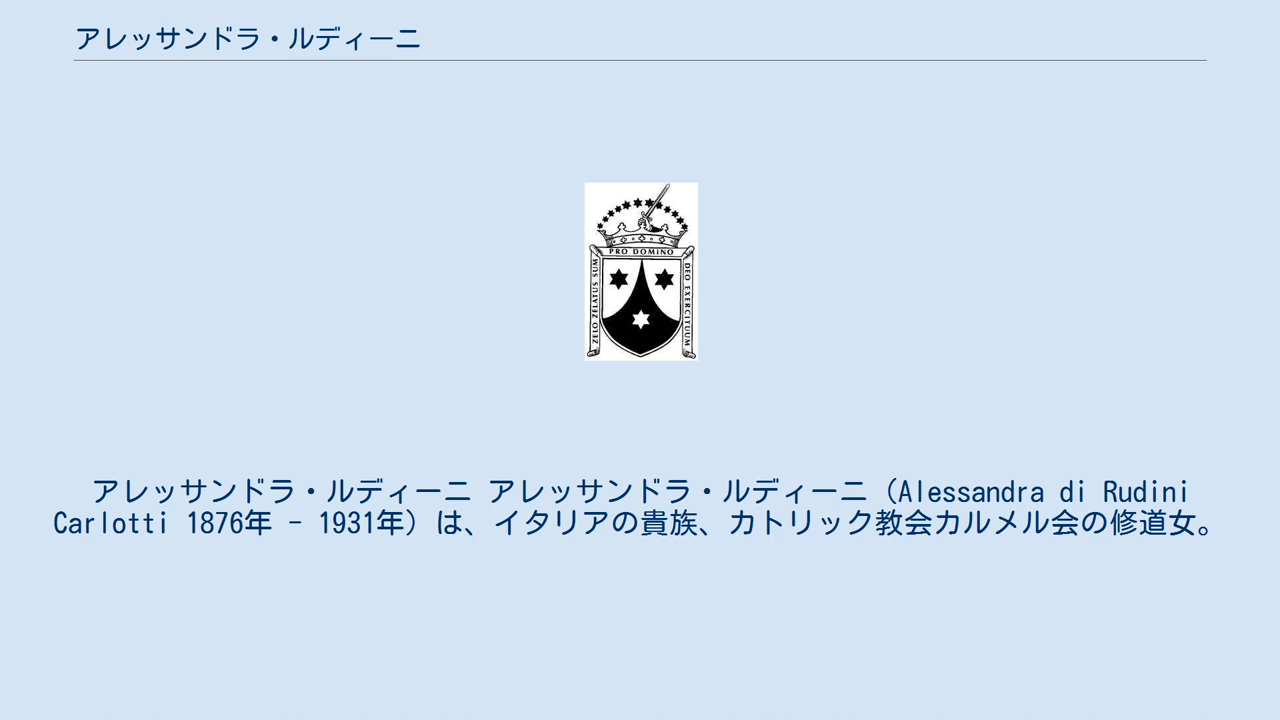 アレッサンドラ・ルディーニ
PRO DOMINO
ZELO ZELATUS SUM
DEO EXERCITUUM
アレッサンドラ・ルディーニ アレッサンドラ・ルディーニ（Alessandra di Rudini
Carlotti 1876年 - 1931年）は、イタリアの貴族、カトリック教会カルメル会の修道女。